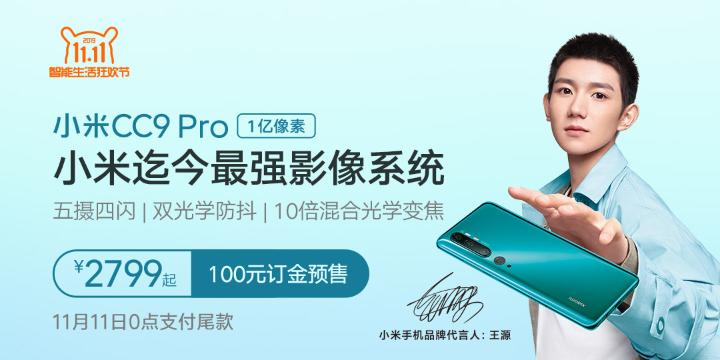 2019
11.11
智能生活狂欢节
小米CC9 Pro 1亿像素
小米迄今最强影像系统
五摄四闪 | 双光学防抖 | 10倍混合光学变焦
¥2799起 100元订金预售
11月11日0点支付尾款
小米手机品牌代言人：王源
xiaomi